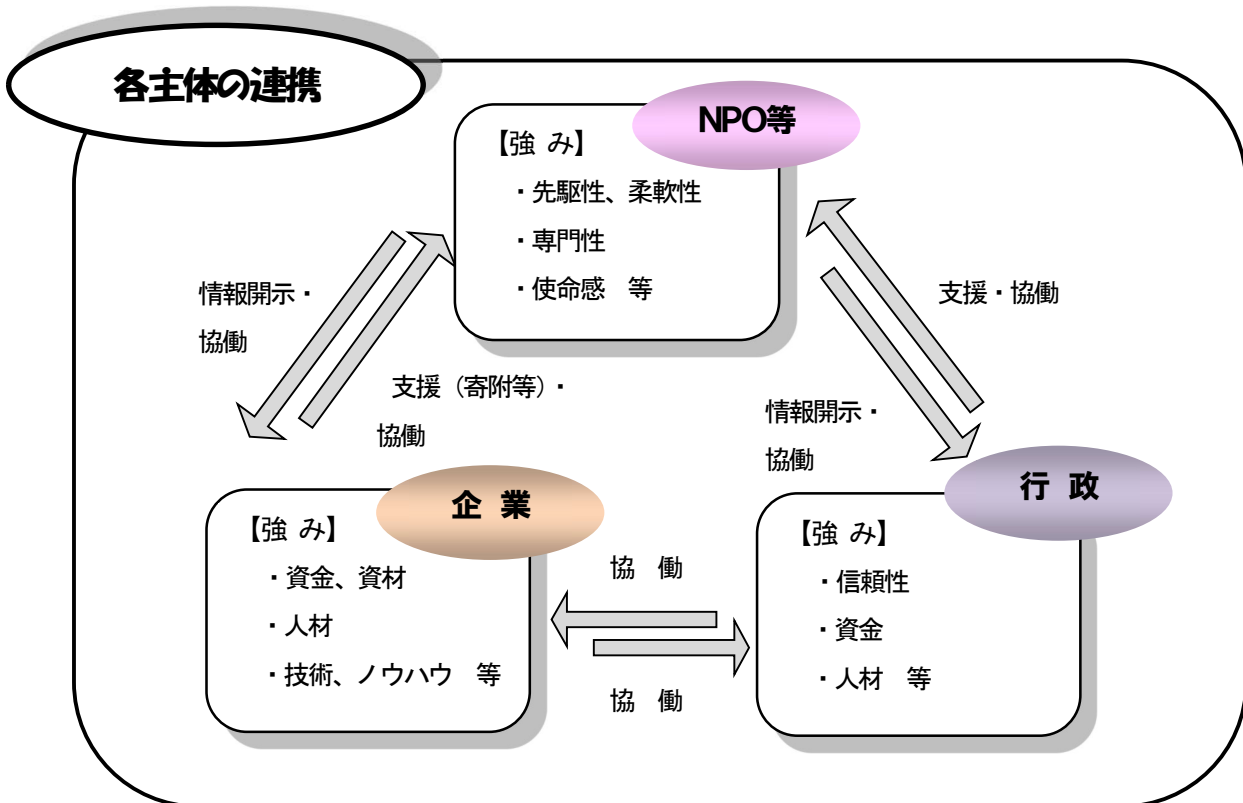 各主体の連携
NPO等
【強 み】
・先駆性、柔軟性
・専門性
・使命感　等
情報開示・
協働
支援（寄附等）・
協働
支援・協働
情報開示・
協働
企 業
【強 み】
・資金、資材
・人材
・技術、ノウハウ　等
協　働
協　働
行 政
【強 み】
・信頼性
・資金
・人材　等